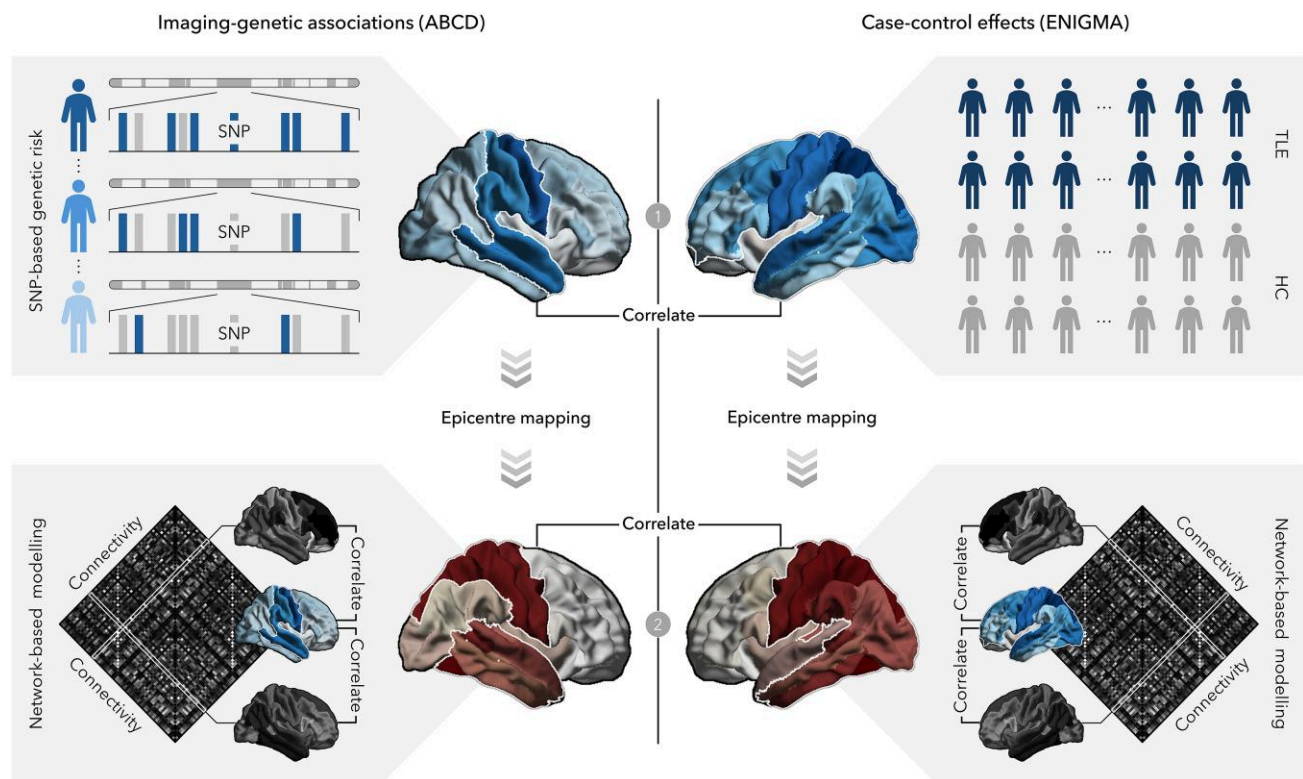 Imaging-genetic associations (ABCD)
Case-control effects (ENIGMA)
SNP-based genetic risk
SNP
...
SNP
...
SNP
1
...
...
...
...
TLE
HC
Correlate
Epicentre mapping
Epicentre mapping
Correlate
2
Network-based modelling
Connectivity
Connectivity
Correlate
Correlate
Correlate
Correlate
Connectivity
Connectivity
Network-based modelling